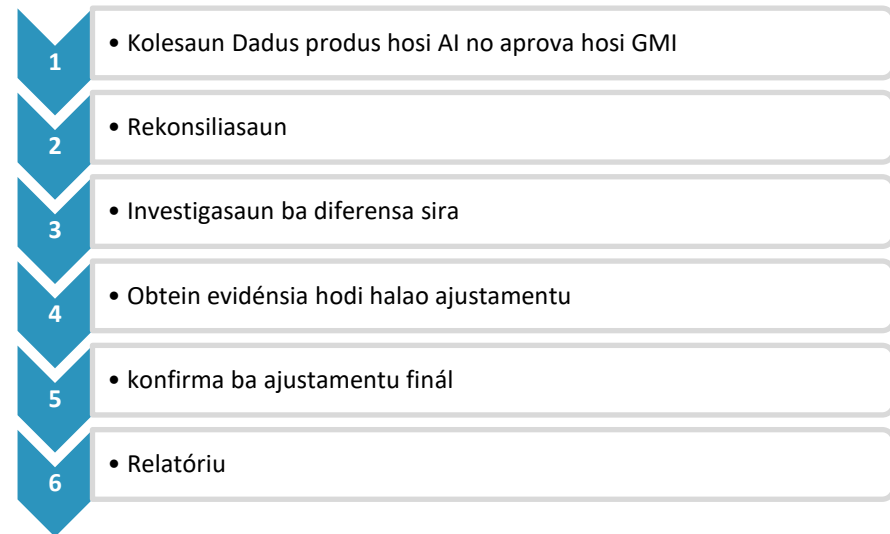 1
• Kolesaun Dadus produs hosi AI no aprova hosi GMI
2
• Rekonsiliasaun
3
• Investigasaun ba diferensa sira
4
• Obtein evidénsia hodi halao ajustamentu
5
• konfirma ba ajustamentu finál
6
• Relatóriu